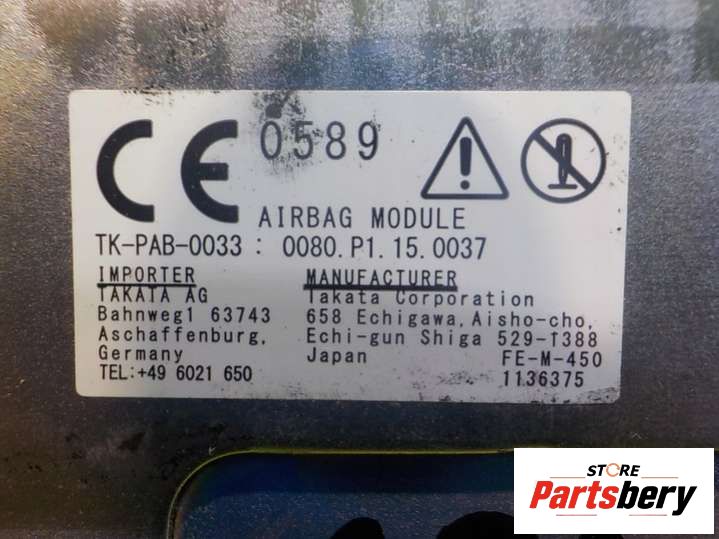 CE 0589
AIRBAG MODULE
TK-PAB-0033 : 0080.P1.15.0037
IMPORTER
TAKATA AG
Bahnweg1 63743
Aschaffenburg,
Germany
TEL:+49 6021 650
MANUFACTURER
Takata Corporation
658 Echigawa, Aisho-cho,
Echi-gun Shiga 529-1388
Japan
FE-M-450
1136375
STORE
Partsbery